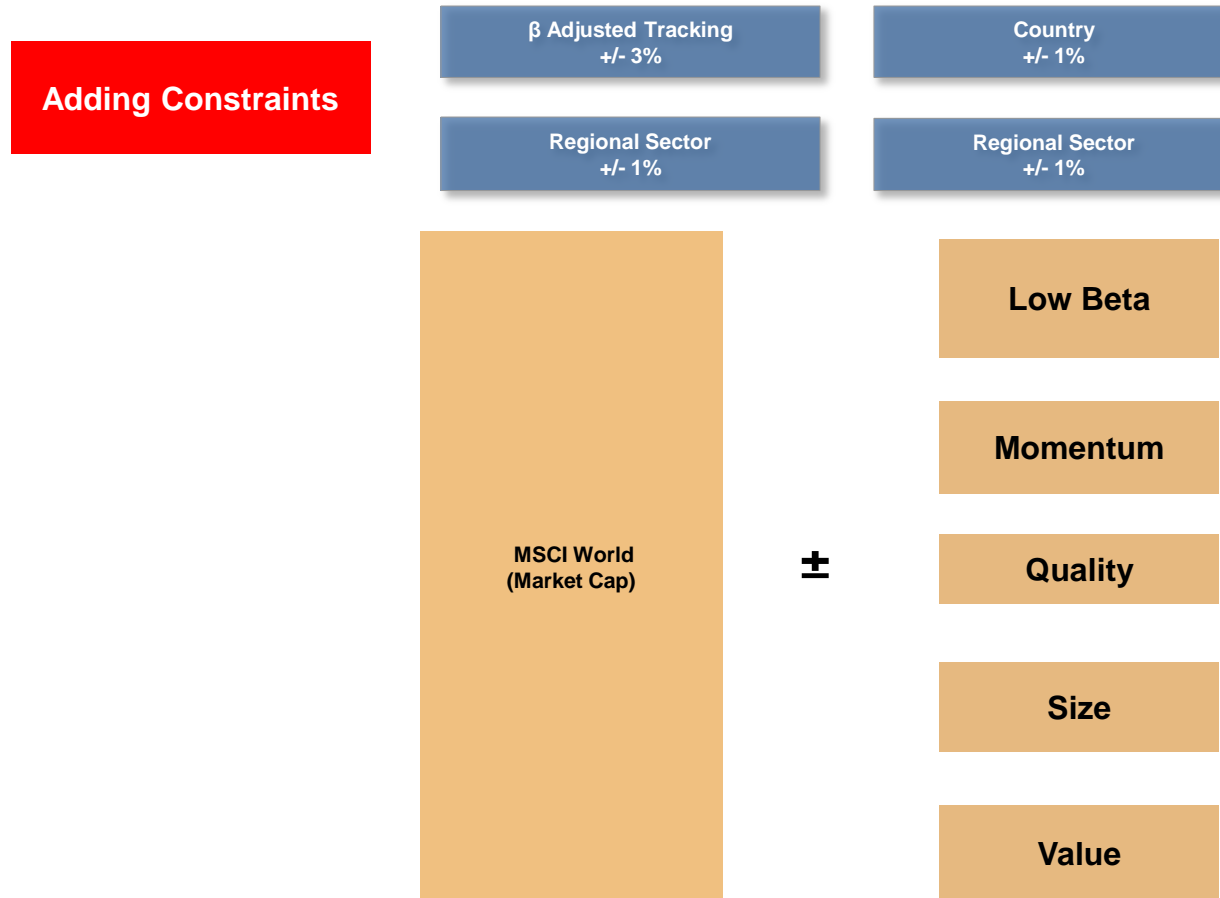 Adding Constraints
β Adjusted Tracking
+/- 3%
Country
+/- 1%
Regional Sector
+/- 1%
Regional Sector
+/- 1%
MSCI World
(Market Cap)
±
Low Beta
Momentum
Quality
Size
Value